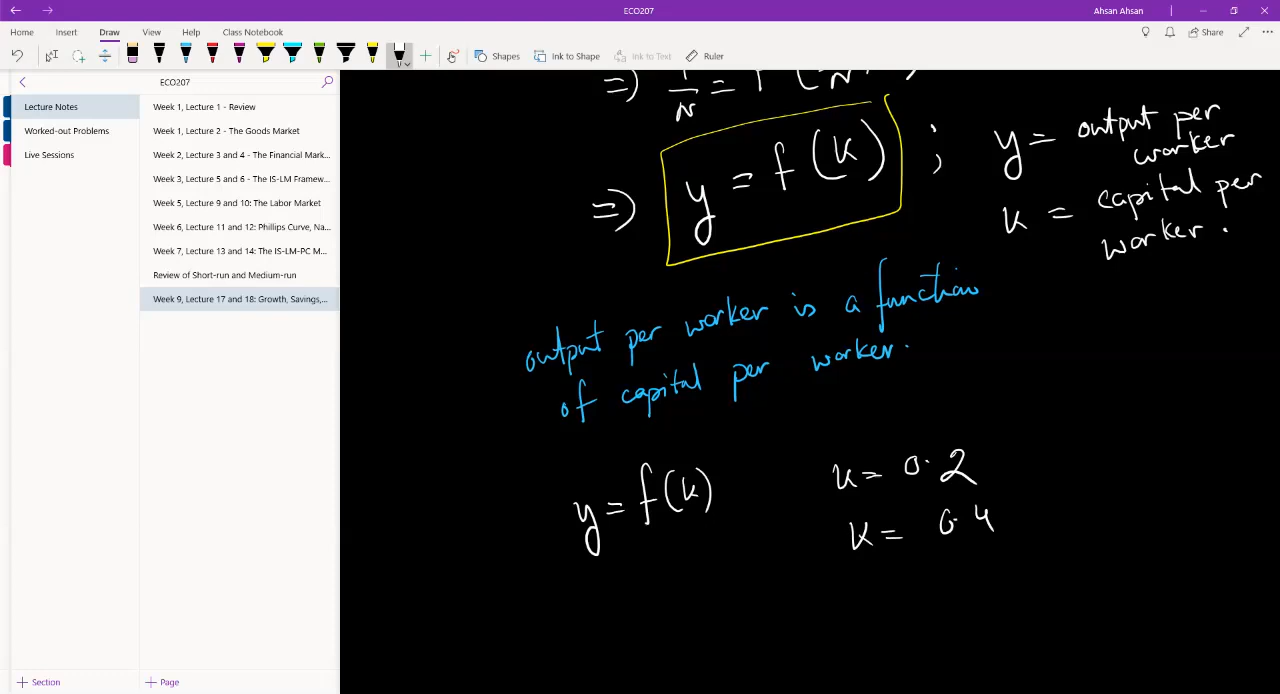 ECO207
Ahsan Ahsan
Home Insert Draw View Help Class Notebook
Share
Shapes Ink to Shape Ink to Text Math Ruler
ECO207
Lecture Notes
Worked-out Problems
Live Sessions
Week 1, Lecture 1 - Review
Week 1, Lecture 2 - The Goods Market
Week 2, Lecture 3 and 4 - The Financial Mark...
Week 3, Lecture 5 and 6 - The IS-LM Framew...
Week 5, Lecture 9 and 10: The Labor Market
Week 6, Lecture 11 and 12: Phillips Curve, Na...
Week 7, Lecture 13 and 14: The IS-LM-PC M...
Review of Short-run and Medium-run
Week 9, Lecture 17 and 18: Growth, Savings,...
+ Section
+ Page
⇒ y = f(k) ;
y = output per
worker
k = capital per
worker.
output per worker is a function
of capital per worker.
y = f(k)
k = 0.2
k = 0.4